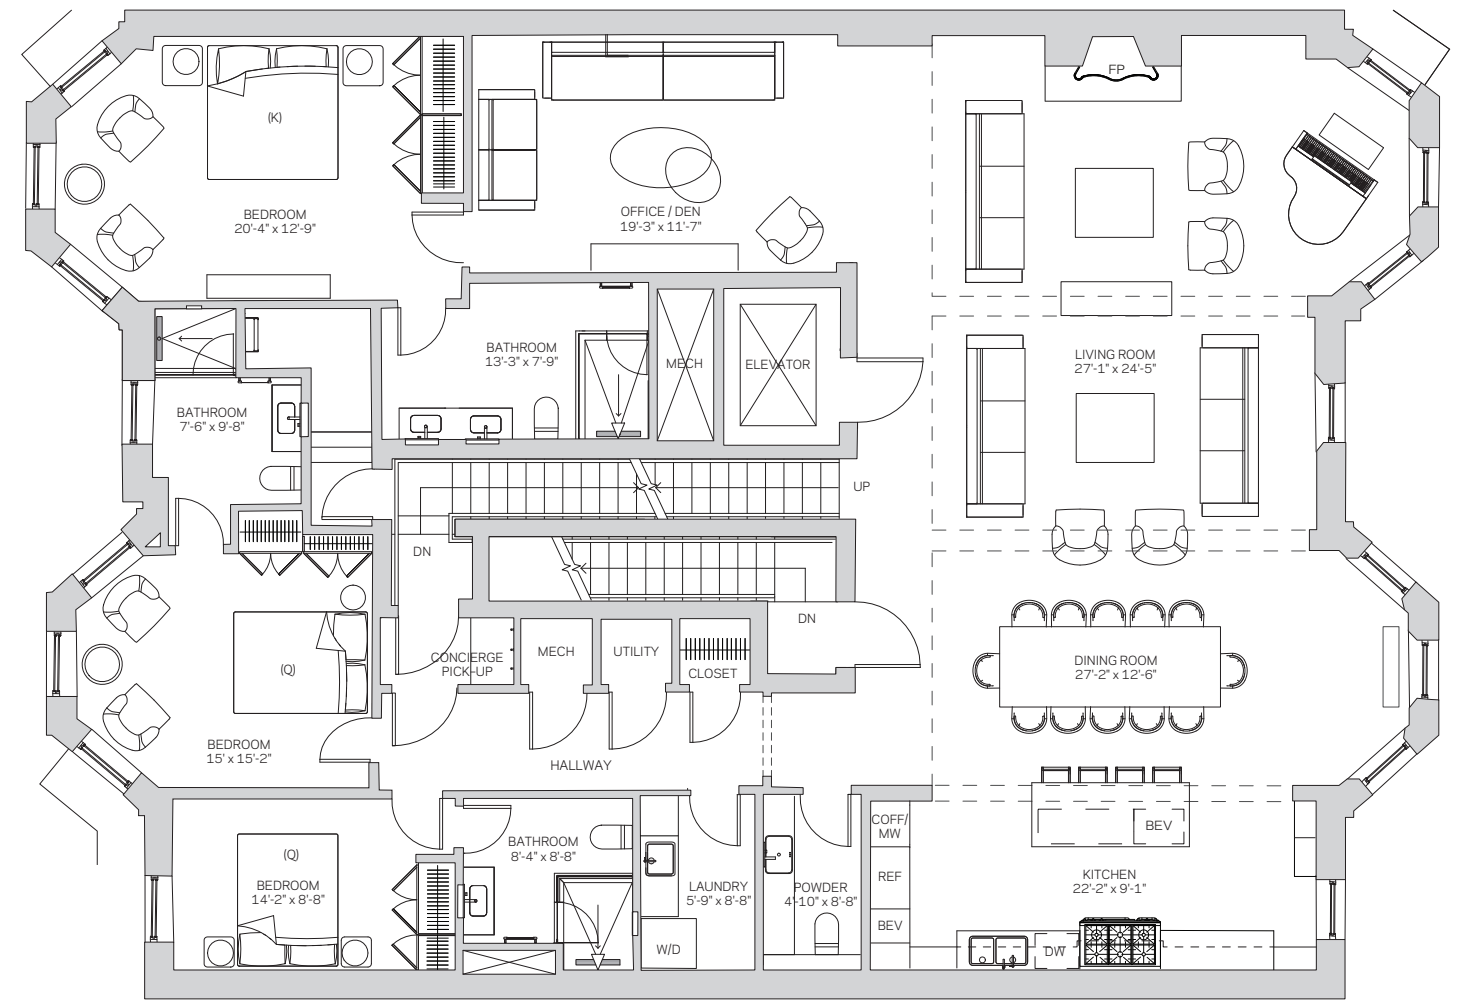 FP
(K)
BEDROOM
20'-4" x 12'-9"
OFFICE / DEN
19'-3" x 11'-7"
BATHROOM
13'-3" x 7'-9"
MECH
ELEVATOR
LIVING ROOM
27'-1" x 24'-5"
BATHROOM
7'-6" x 9'-8"
UP
DN
DN
CONCIERGE
PICK-UP
MECH
UTILITY
CLOSET
DINING ROOM
27'-2" x 12'-6"
(Q)
BEDROOM
15' x 15'-2"
HALLWAY
COFF/
MW
BEV
(Q)
BEDROOM
14'-2" x 8'-8"
BATHROOM
8'-4" x 8'-8"
LAUNDRY
5'-9" x 8'-8"
POWDER
4'-10" x 8'-8"
REF
KITCHEN
22'-2" x 9'-1"
BEV
W/D
DW